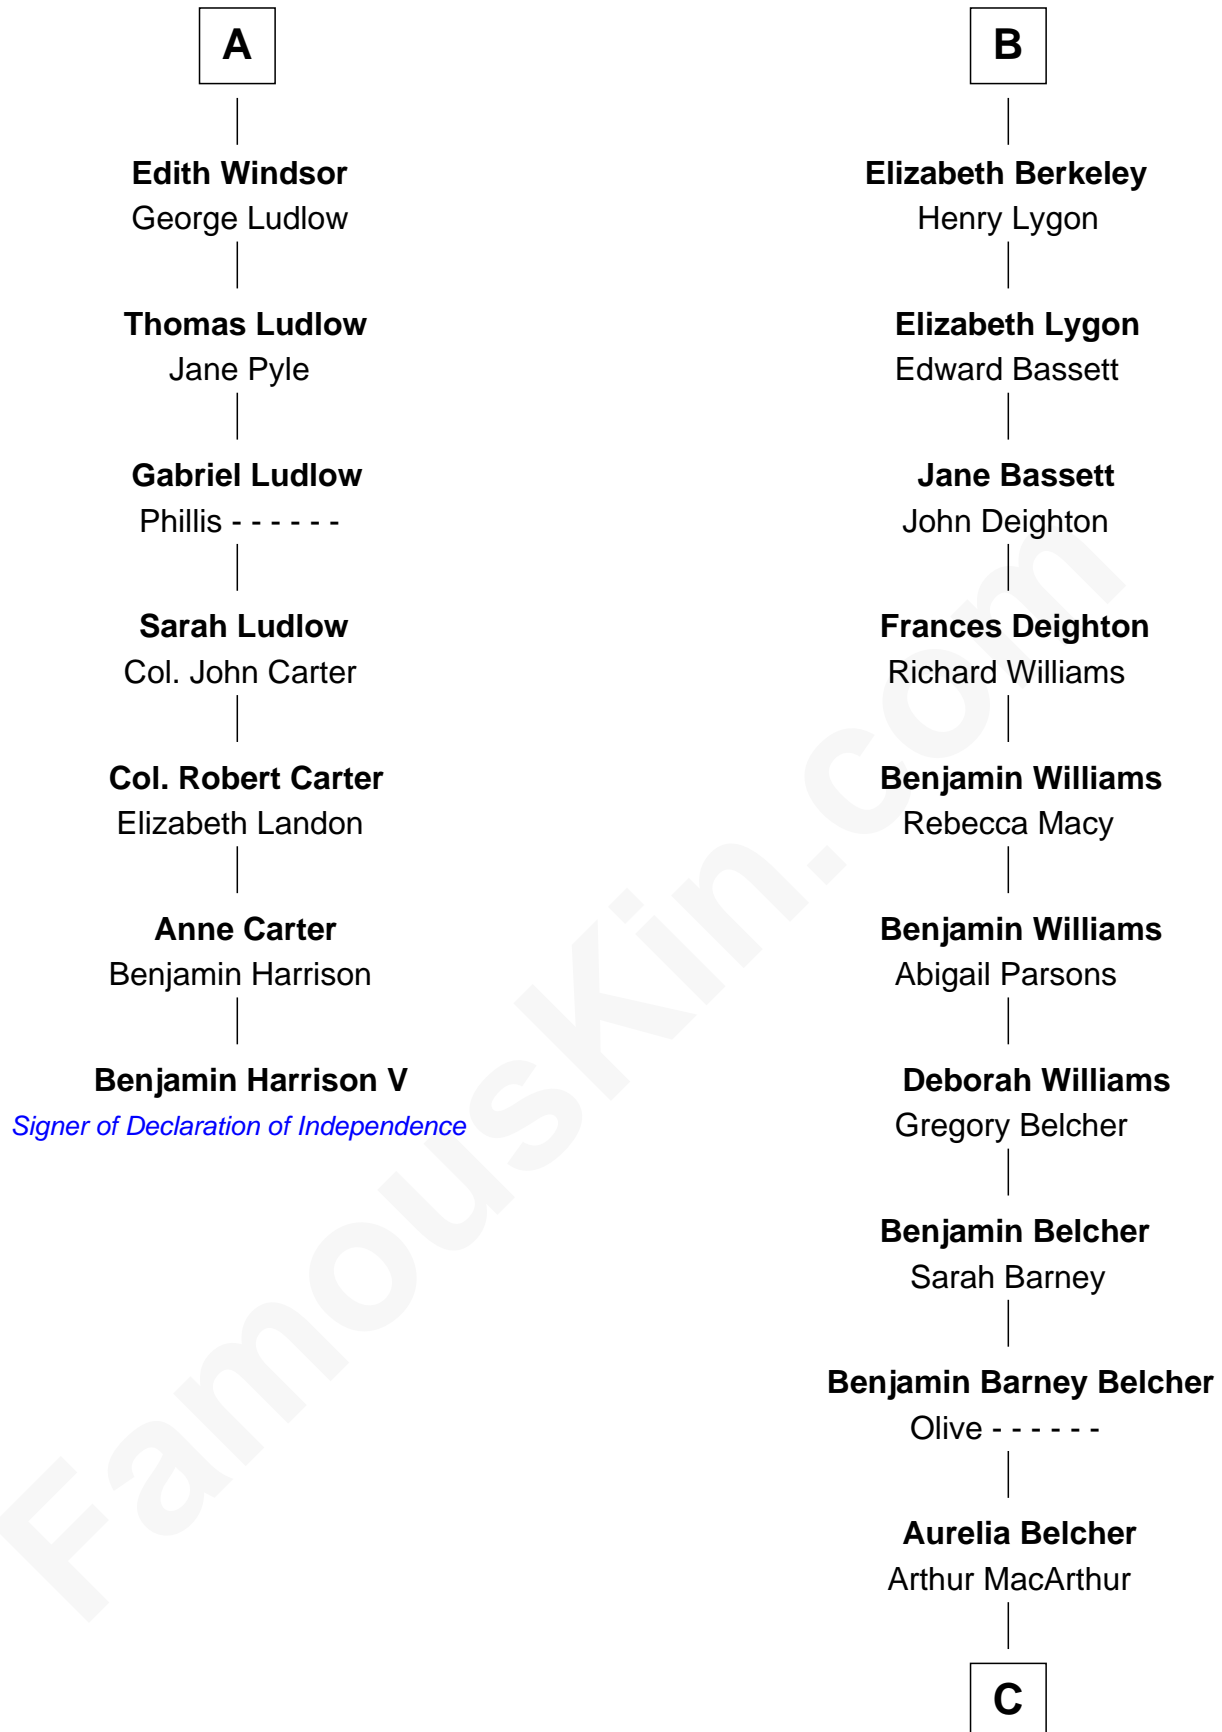 A
Edith Windsor
George Ludlow
Thomas Ludlow
Jane Pyle
Gabriel Ludlow
Phillis - - - - - -
Sarah Ludlow
Col. John Carter
Col. Robert Carter
Elizabeth Landon
Anne Carter
Benjamin Harrison
Benjamin Harrison V
Signer of Declaration of Independence
B
Elizabeth Berkeley
Henry Lygon
Elizabeth Lygon
Edward Bassett
Jane Bassett
John Deighton
Frances Deighton
Richard Williams
Benjamin Williams
Rebecca Macy
Benjamin Williams
Abigail Parsons
Deborah Williams
Gregory Belcher
Benjamin Belcher
Sarah Barney
Benjamin Barney Belcher
Olive - - - - - -
Aurelia Belcher
Arthur MacArthur
C
FamousKin.com